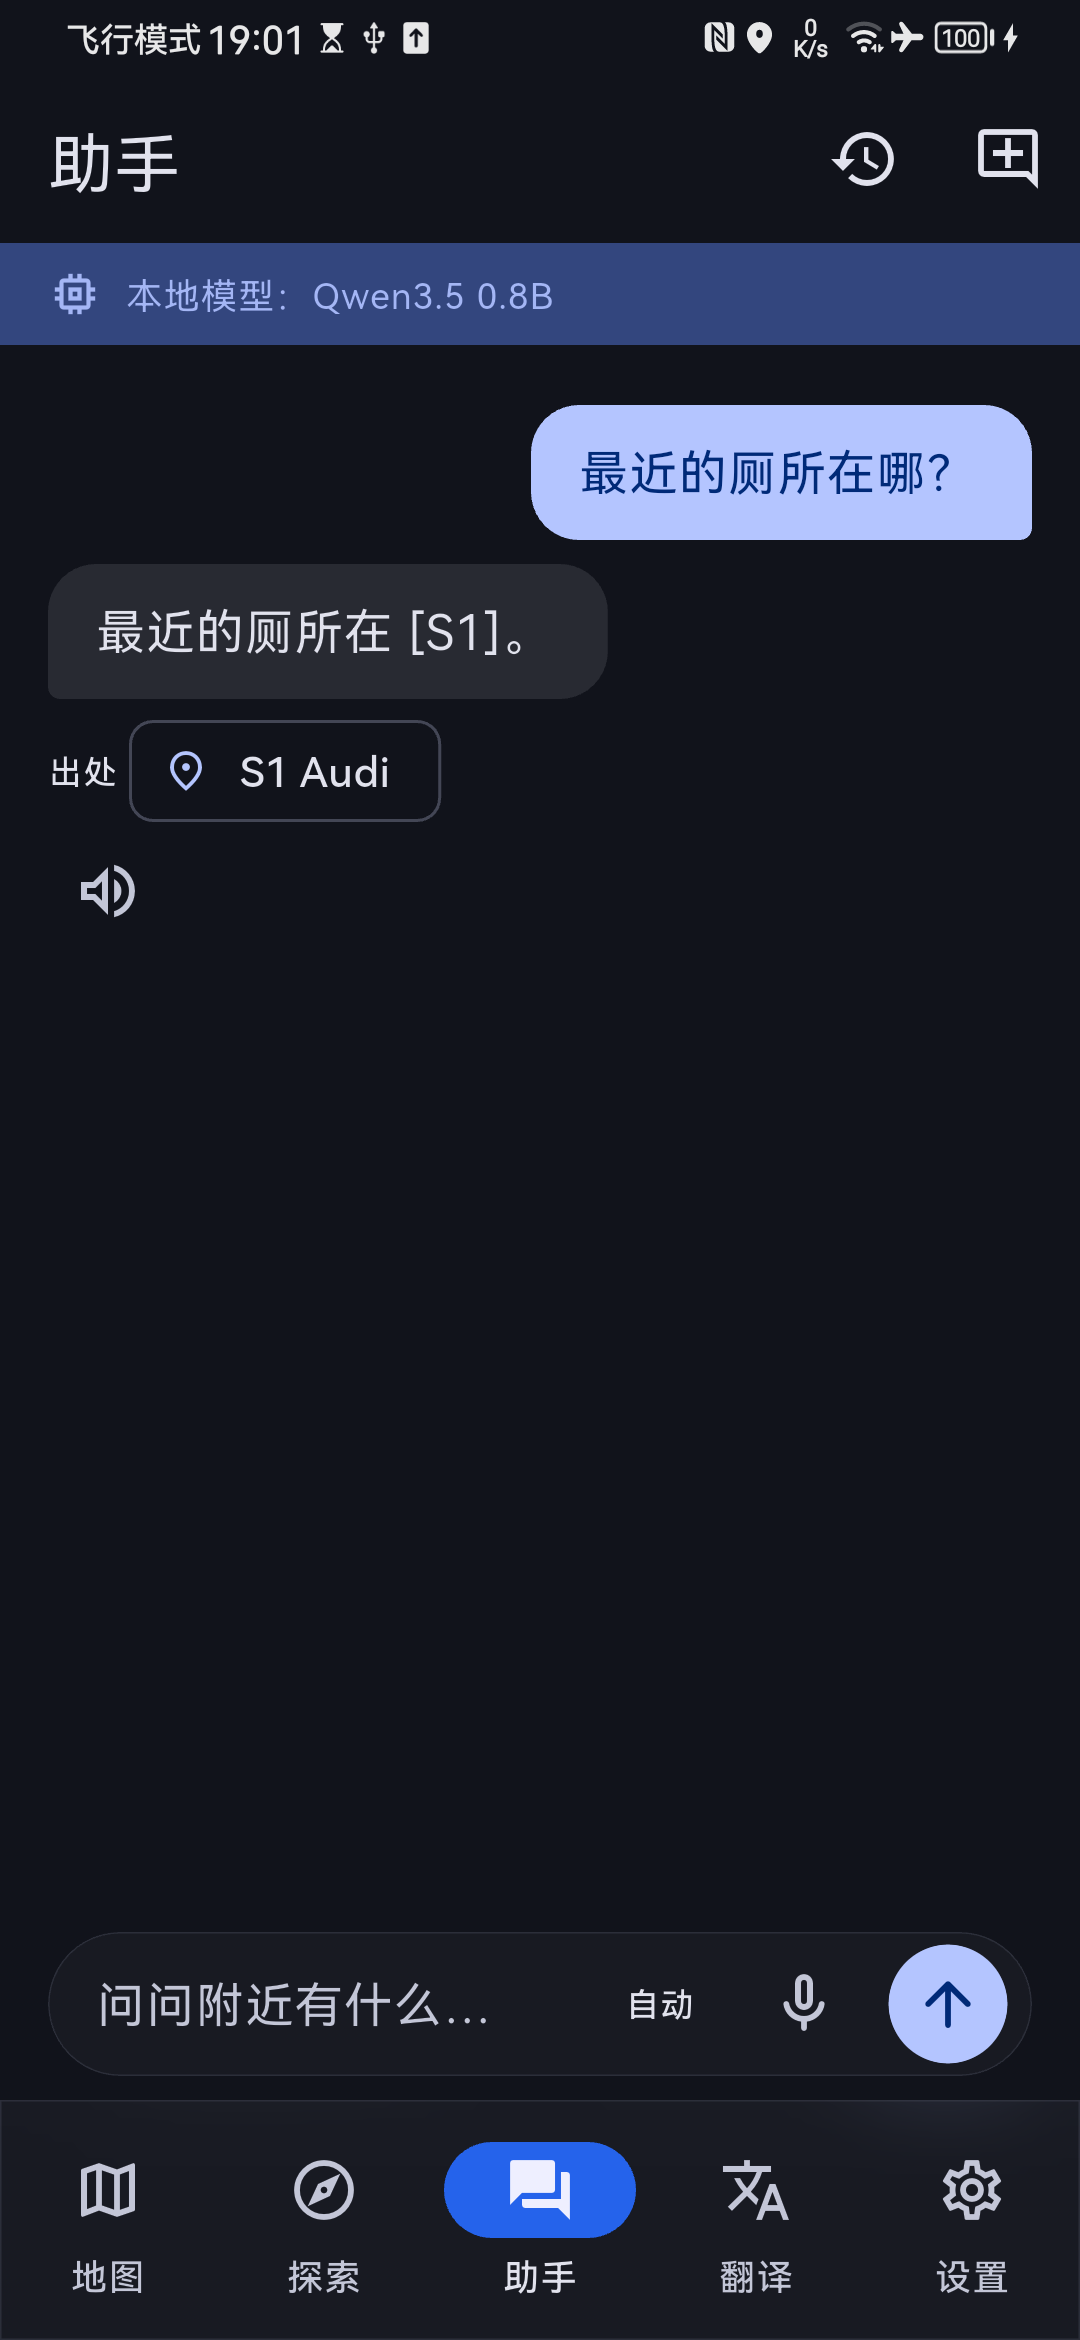 飞行模式 19:01
0 K/s
100
助手
本地模型：Qwen3.5 0.8B
最近的厕所在哪？
最近的厕所在 [S1]。
出处 S1 Audi
问问附近有什么... 自动
地图 探索 助手 翻译 设置